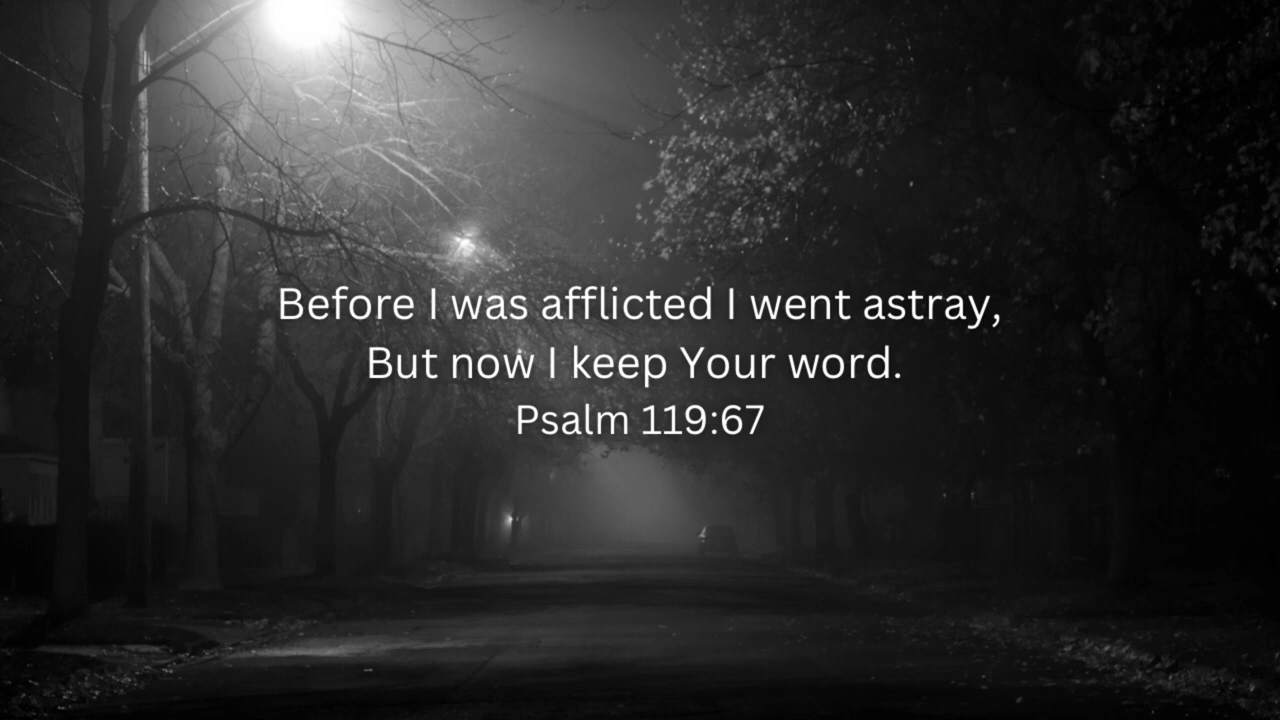 Before I was afflicted I went astray,
But now I keep Your word.
Psalm 119:67